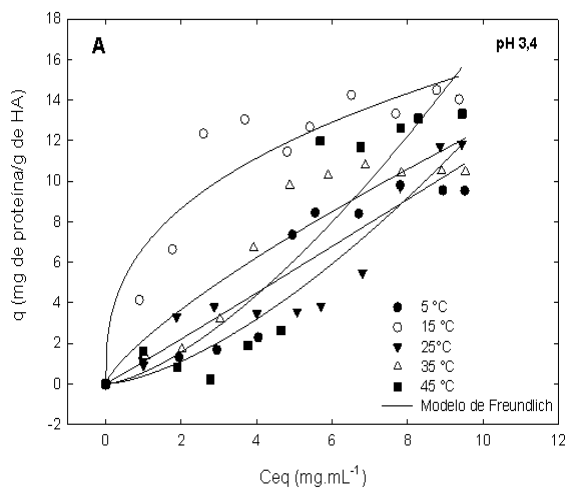 A
pH 3,4
18
16
14
12
10
8
6
4
2
0
-2
q (mg de proteína/g de HA)
5 °C
15 °C
25°C
35 °C
45 °C
Modelo de Freundlich
0 2 4 6 8 10 12
Ceq (mg.mL⁻¹)